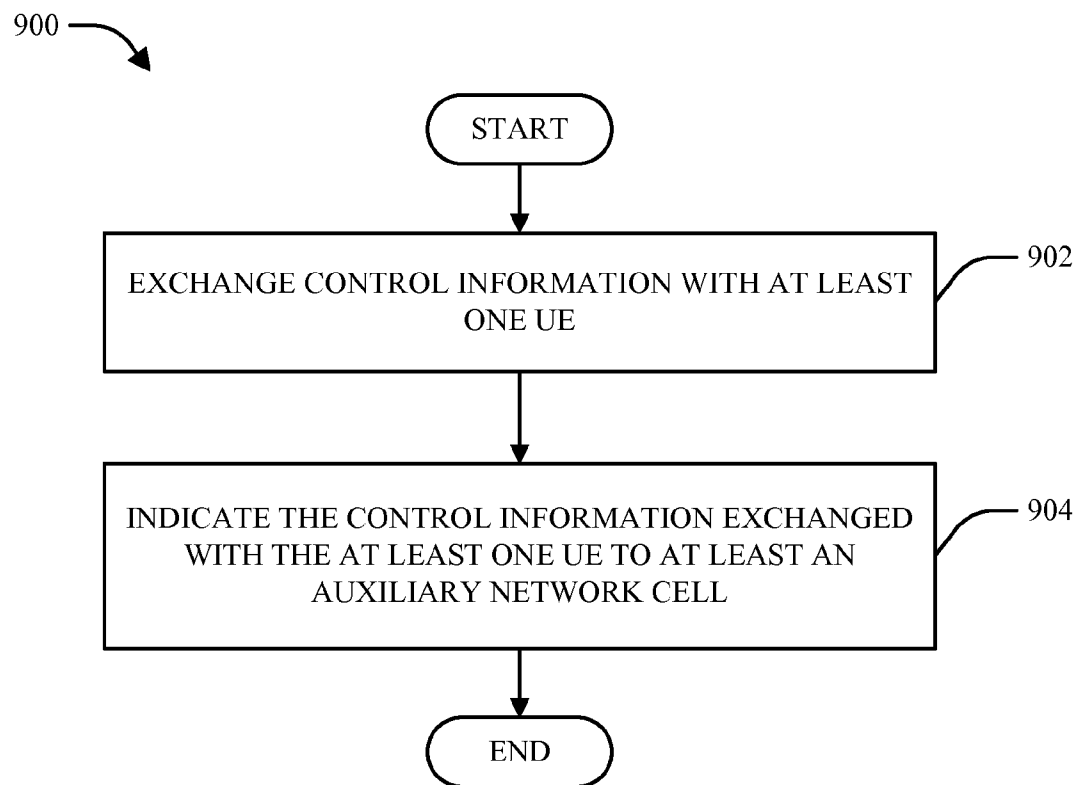 900
START
EXCHANGE CONTROL INFORMATION WITH AT LEAST
ONE UE
902
INDICATE THE CONTROL INFORMATION EXCHANGED
WITH THE AT LEAST ONE UE TO AT LEAST AN
AUXILIARY NETWORK CELL
904
END